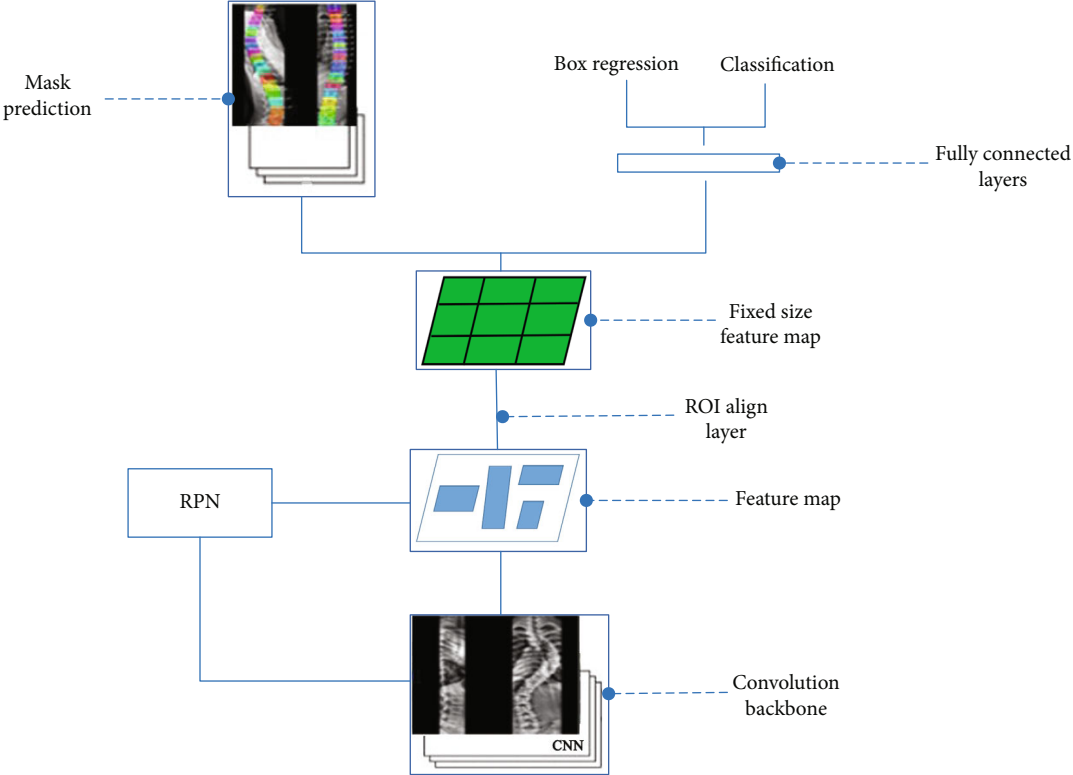 Mask
prediction
Box regression
Classification
Fully connected
layers
Fixed size
feature map
ROI align
layer
RPN
Feature map
CNN
Convolution
backbone